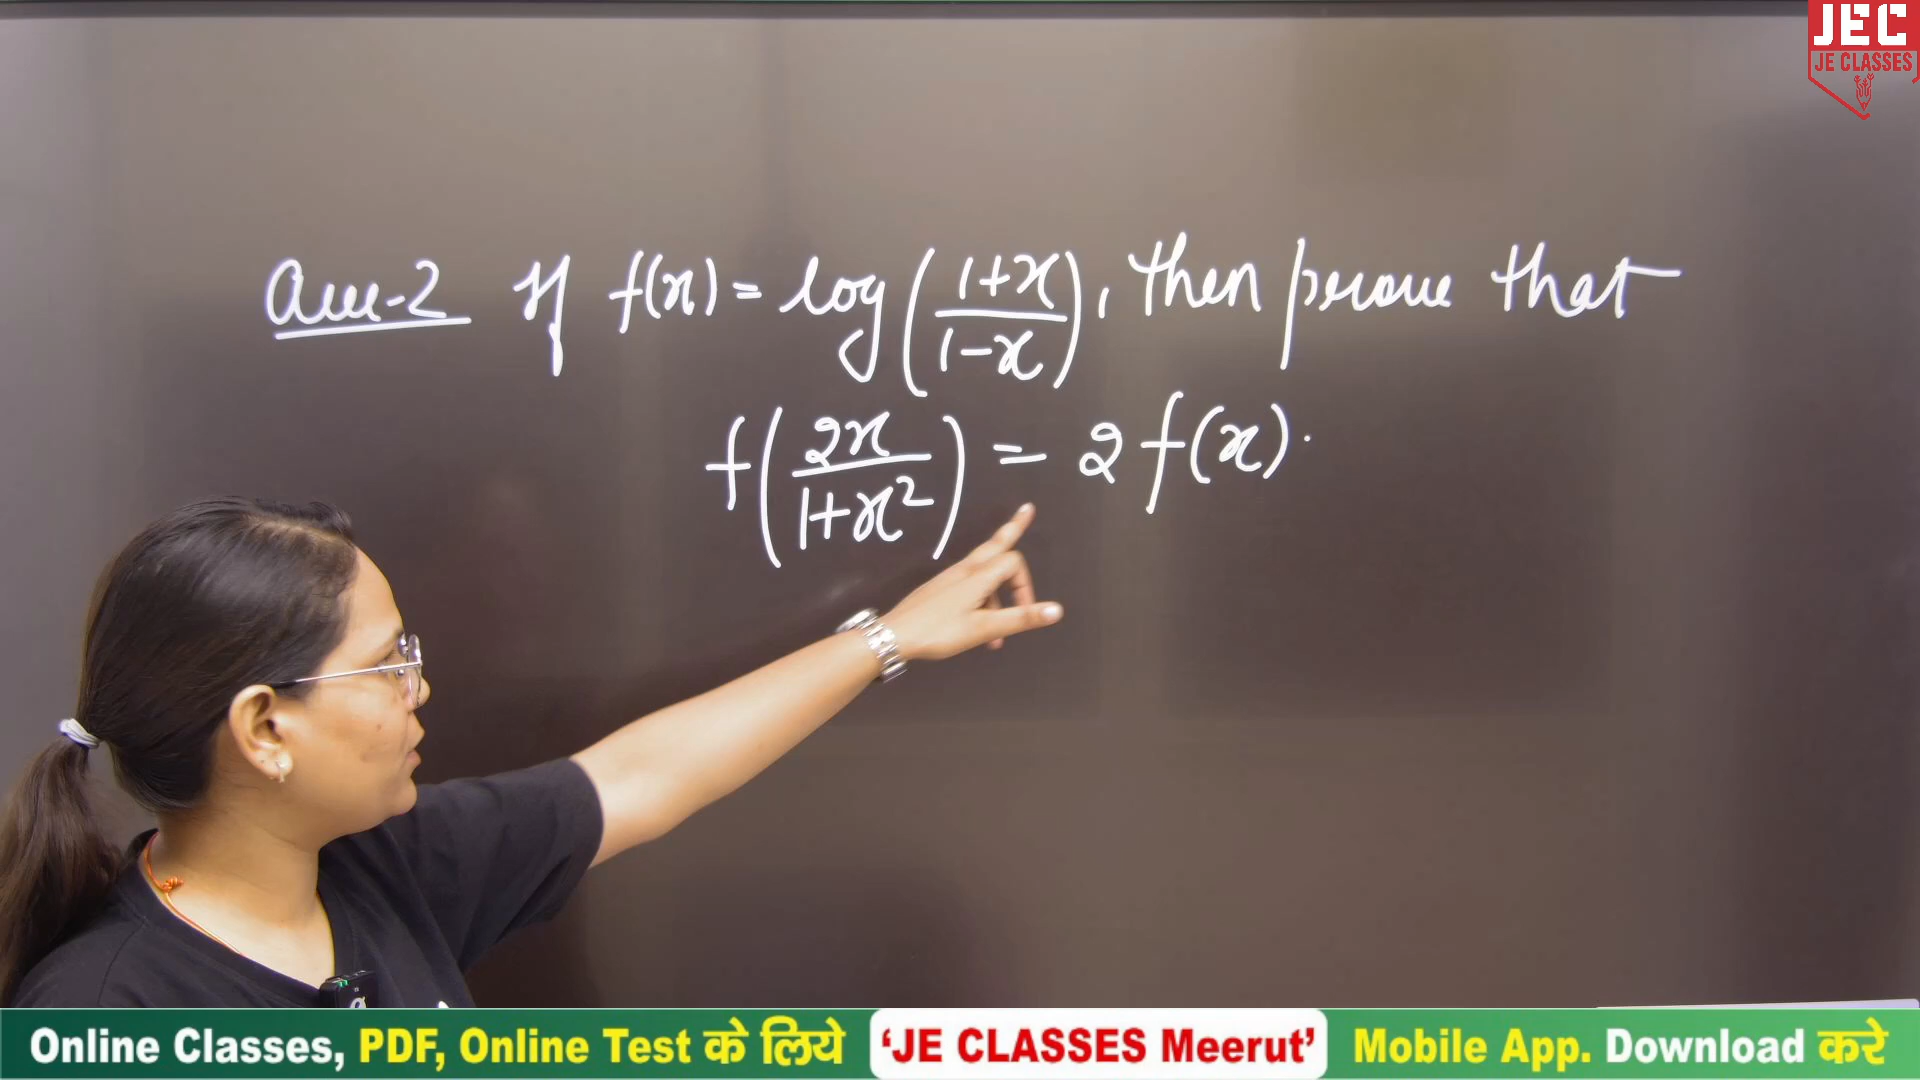 JEC
JE CLASSES
Que-2 If f(x) = log((1+x)/(1-x)), then prove that
f(2x/(1+x²)) = 2 f(x).
Online Classes, PDF, Online Test के लिये 'JE CLASSES Meerut' Mobile App. Download करे